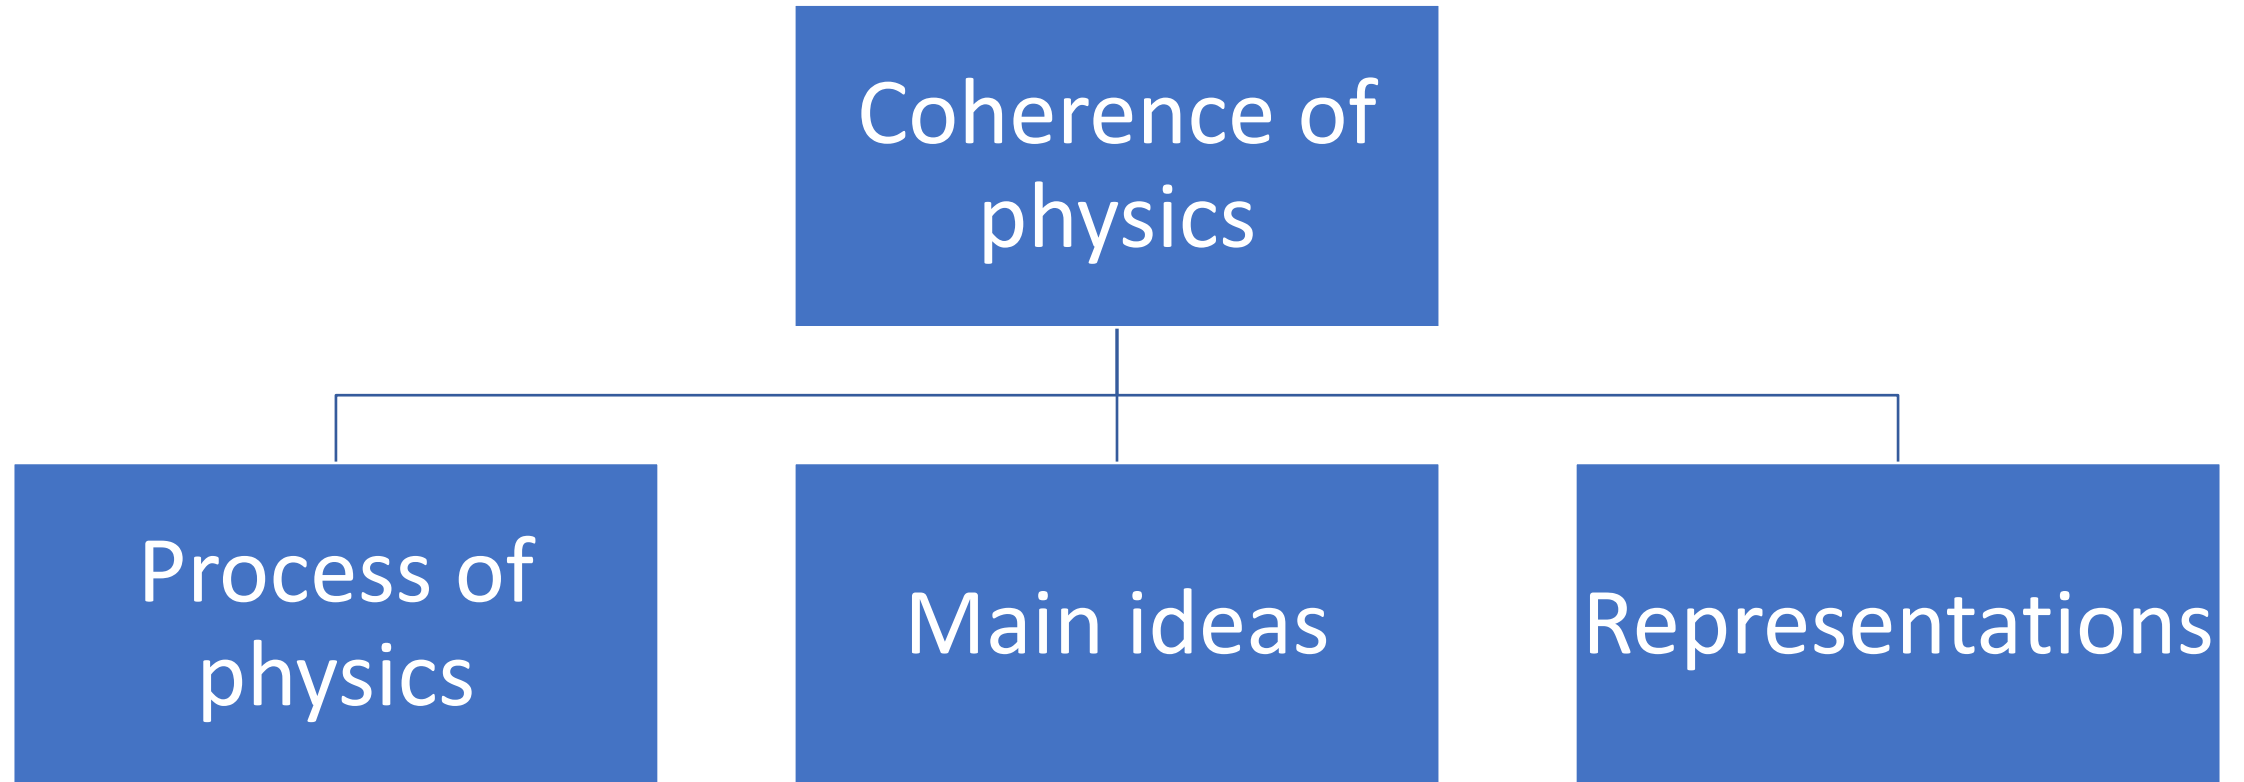 Coherence of
physics
Process of
physics
Main ideas
Representations